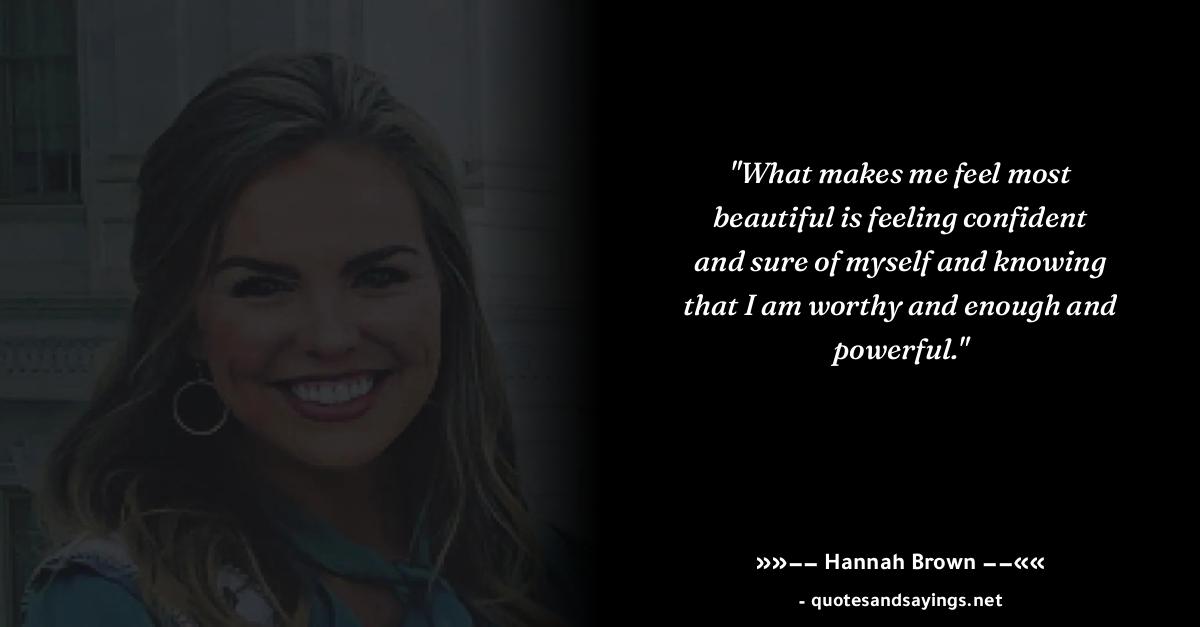 "What makes me feel most
beautiful is feeling confident
and sure of myself and knowing
that I am worthy and enough and
powerful."
»»–– Hannah Brown ––««
- quotesandsayings.net